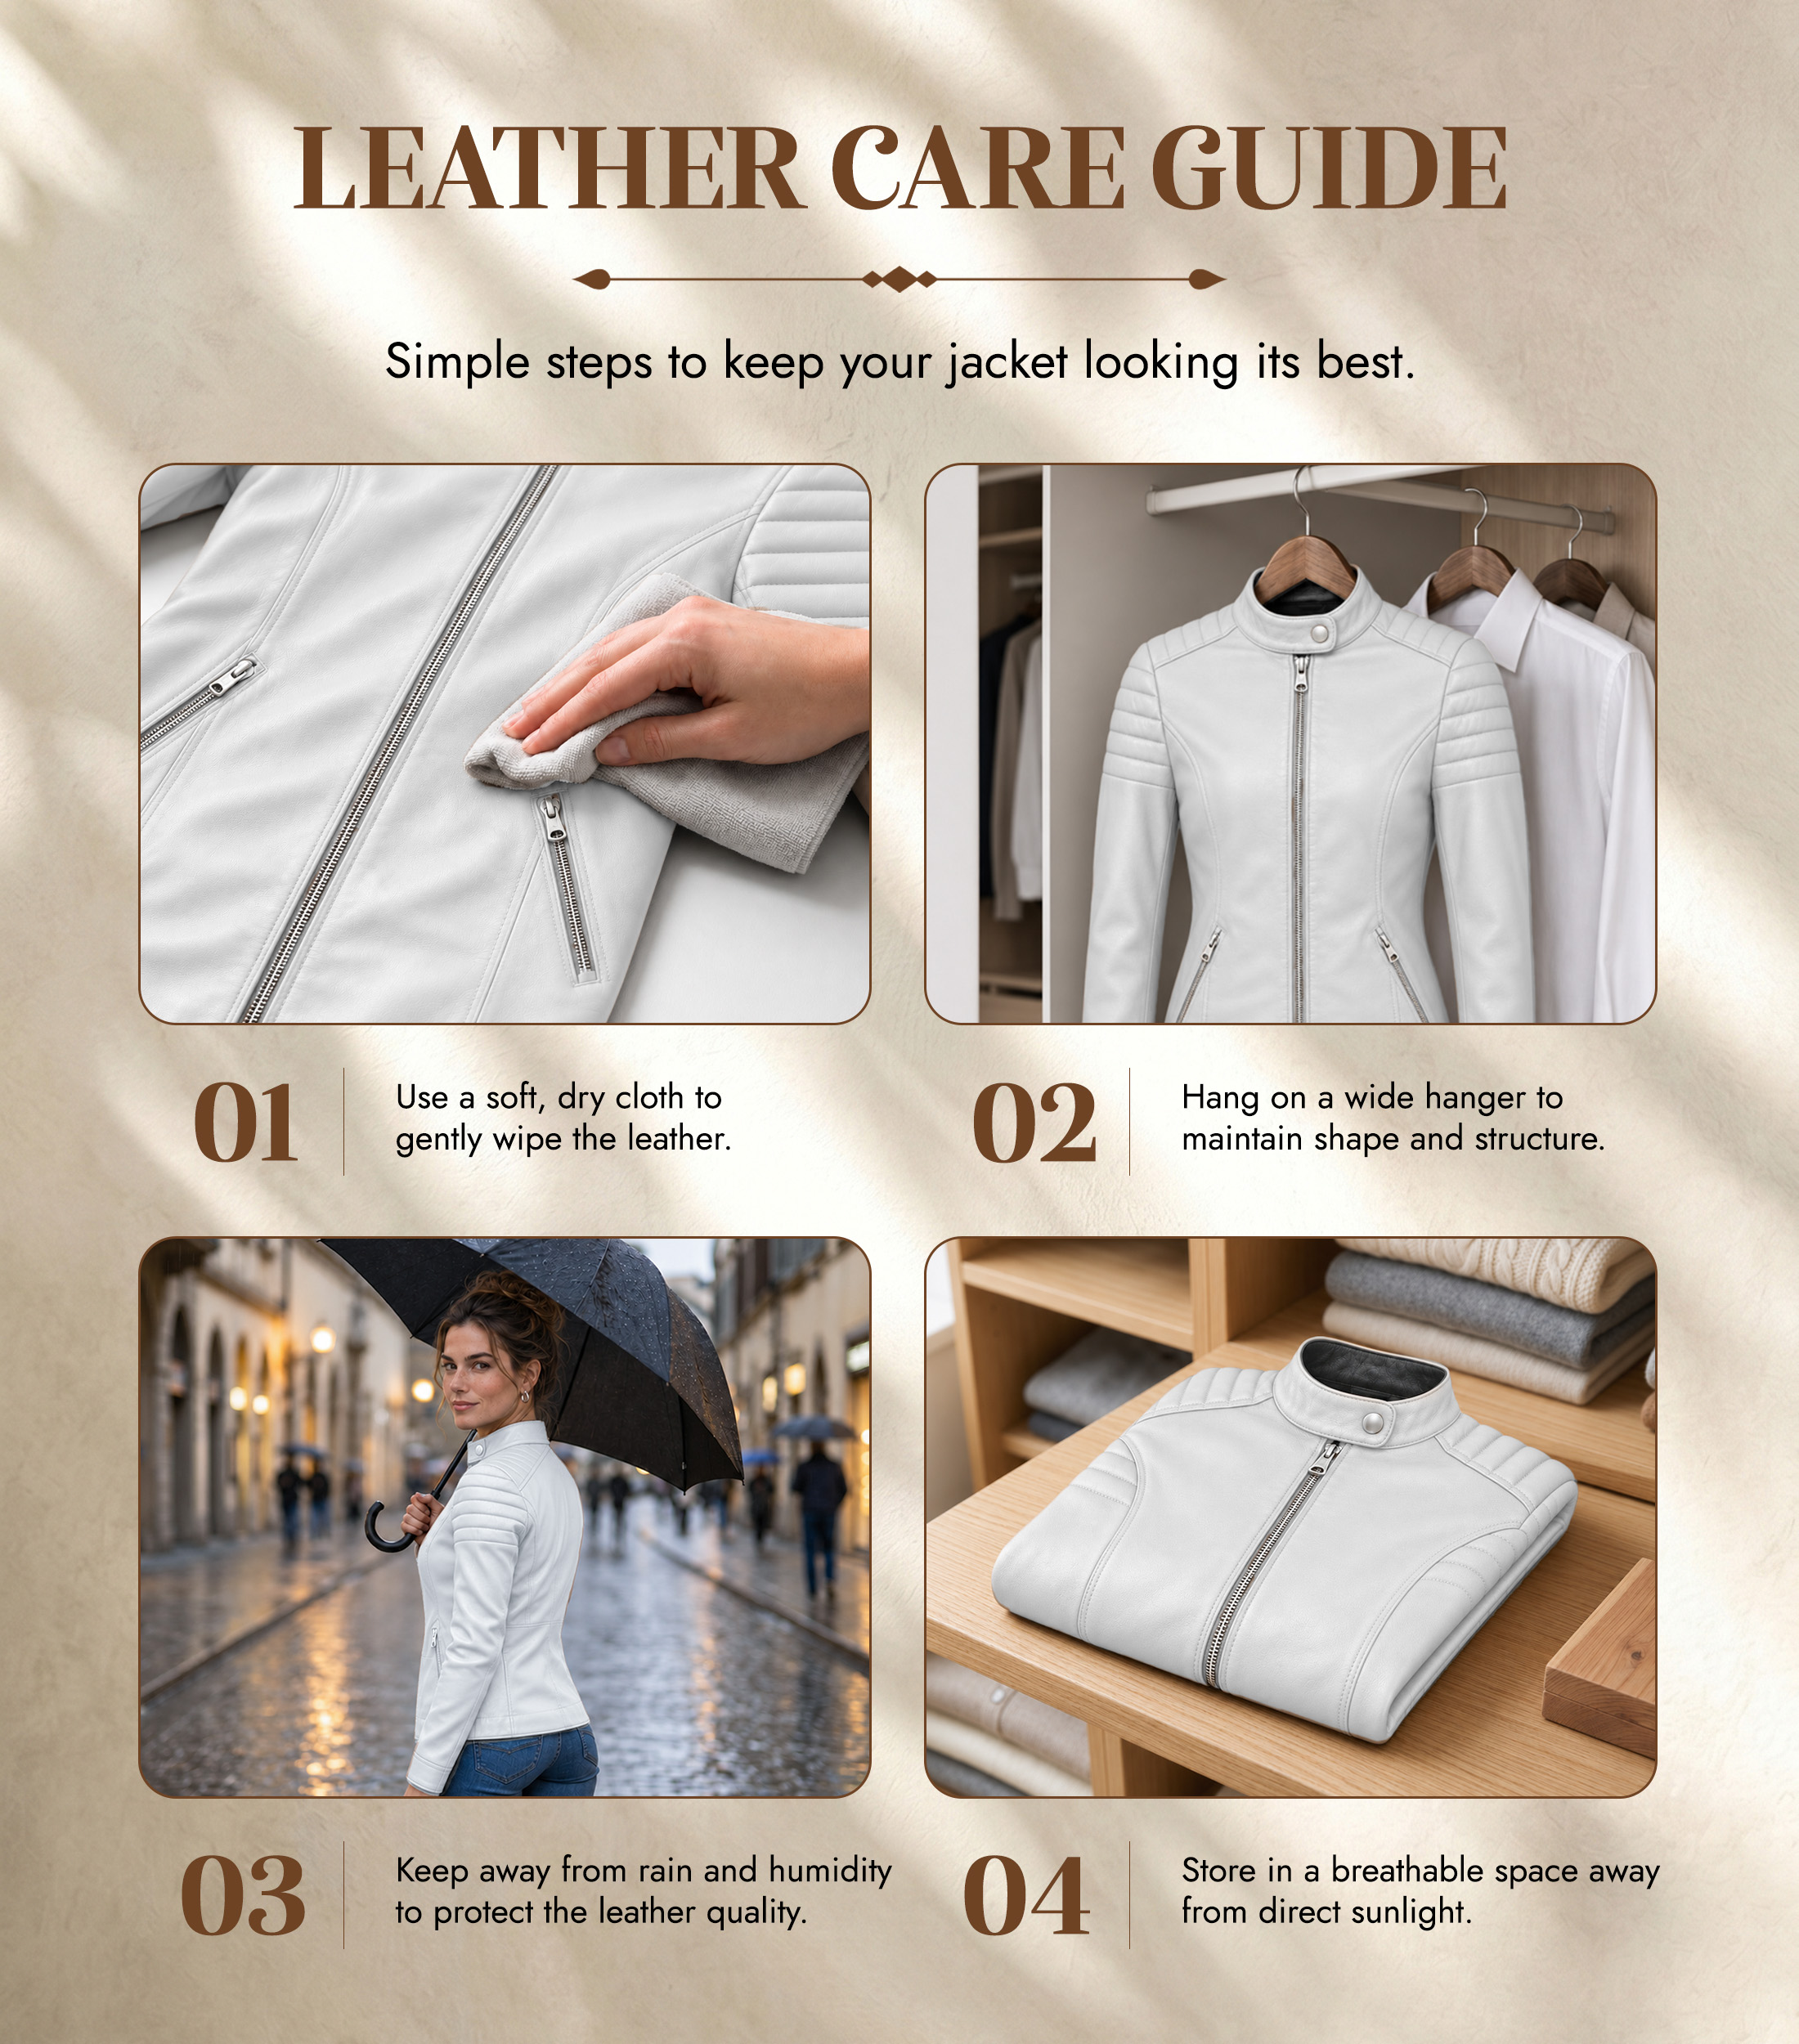 LEATHER CARE GUIDE
Simple steps to keep your jacket looking its best.
01
Use a soft, dry cloth to
gently wipe the leather.
02
Hang on a wide hanger to
maintain shape and structure.
03
Keep away from rain and humidity
to protect the leather quality.
04
Store in a breathable space away
from direct sunlight.